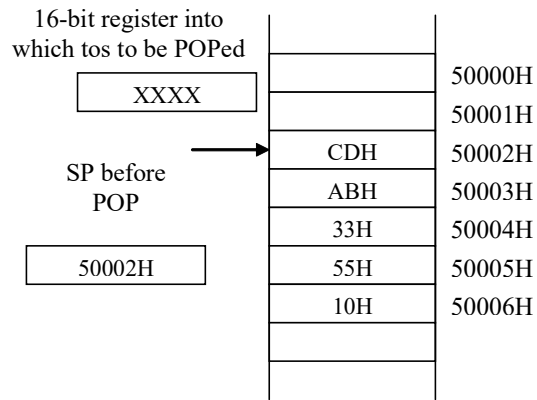 16-bit register into
which tos to be POPed
XXXX
SP before
POP
50002H
50000H
50001H
CDH 50002H
ABH 50003H
33H 50004H
55H 50005H
10H 50006H